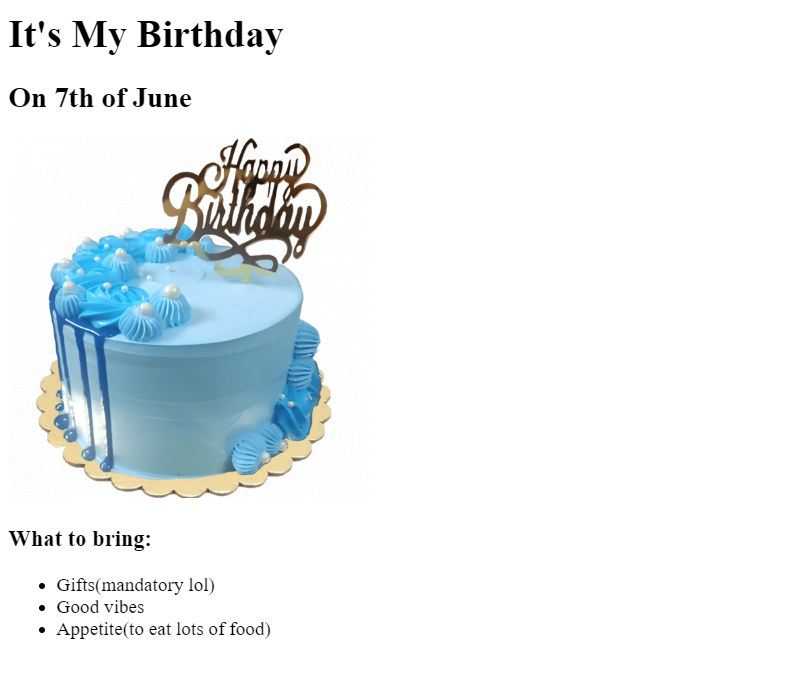 It's My Birthday
On 7th of June
Happy
Birthday
What to bring:
Gifts(mandatory lol)
Good vibes
Appetite(to eat lots of food)